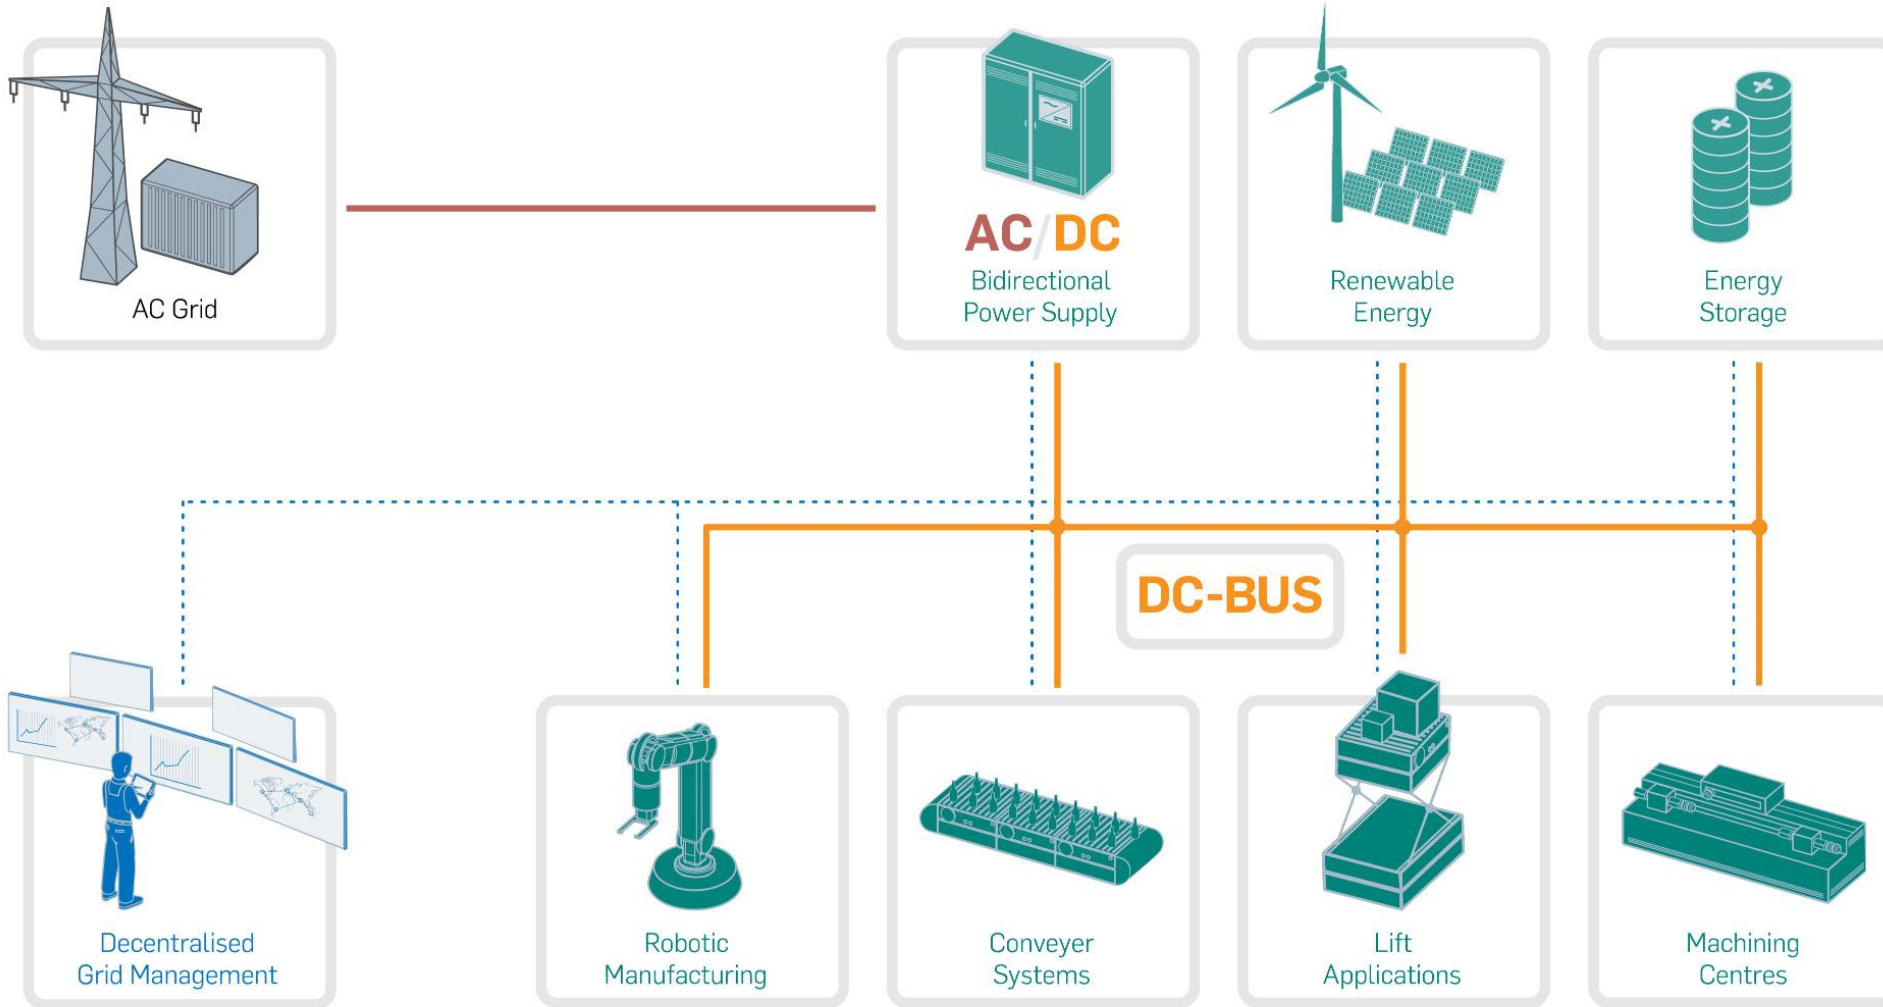 AC Grid
AC/DC
Bidirectional
Power Supply
Renewable
Energy
Energy
Storage
DC-BUS
Decentralised
Grid Management
Robotic
Manufacturing
Conveyer
Systems
Lift
Applications
Machining
Centres